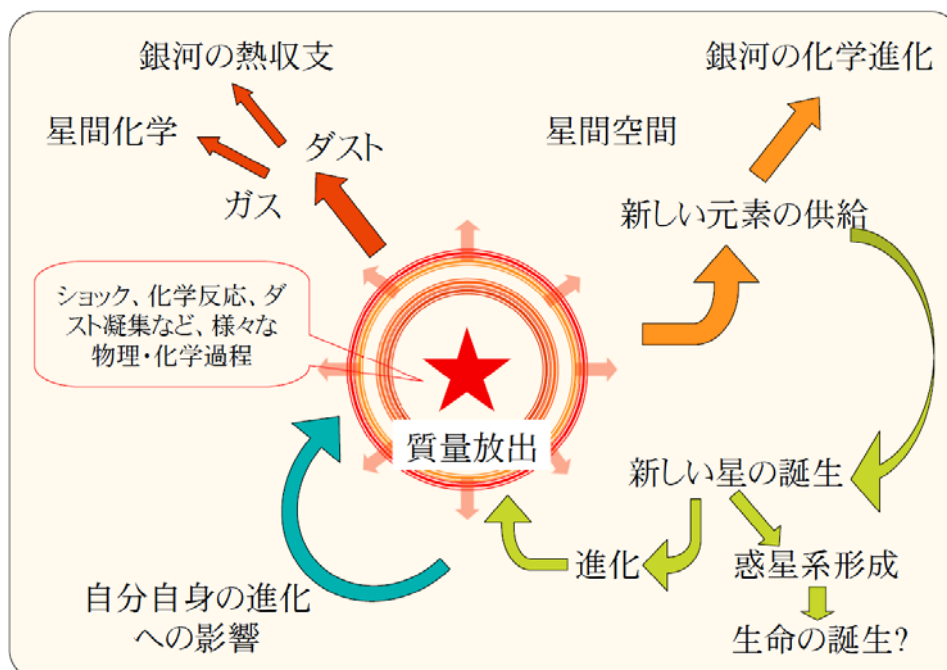 銀河の熱収支
銀河の化学進化
星間化学
ダスト
星間空間
ガス
新しい元素の供給
ショック、化学反応、ダ
スト凝集など、様々な
物理・化学過程
質量放出
新しい星の誕生
進化
惑星系形成
自分自身の進化
への影響
生命の誕生?